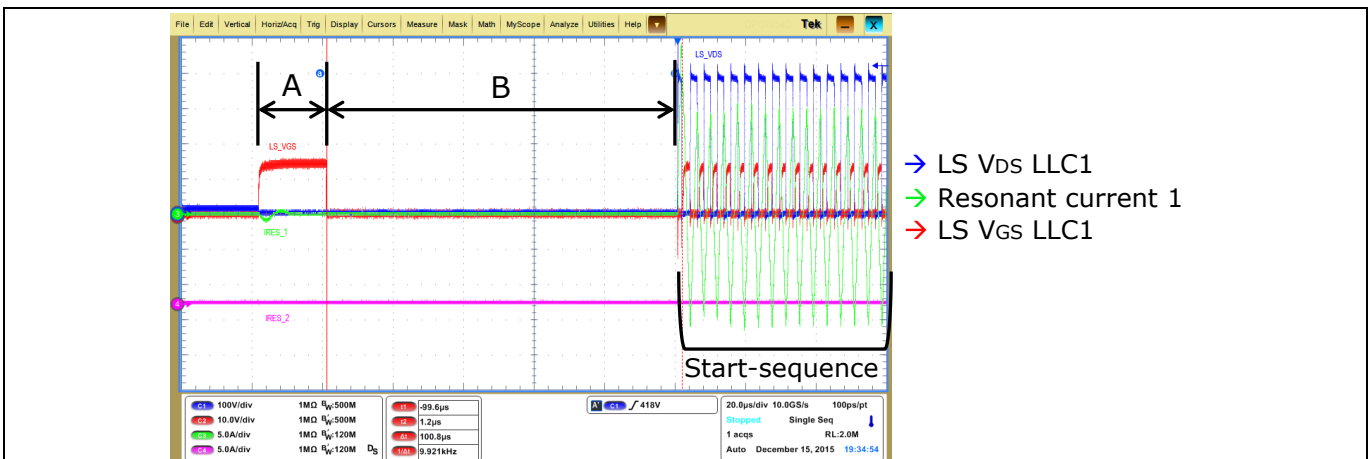 File Edit Vertical Horiz/Acq Trig Display Cursors Measure Mask Math MyScope Analyze Utilities Help Tek X
LS_VDS
a
A B
LS_VGS
→ LS VDS LLC1
→ Resonant current 1
→ LS VGS LLC1
3
IRES_1
4
IRES_2
Start-sequence
C1 100V/div 1MΩ BW:500M
C2 10.0V/div 1MΩ BW:500M
C3 5.0A/div 1MΩ BW:120M
C4 5.0A/div 1MΩ BW:120M DS
t1 -99.6µs
t2 1.2µs
Δt 100.8µs
1/Δt 9.921kHz
A' C1 ∫ 418V
20.0µs/div 10.0GS/s 100ps/pt
Stopped Single Seq
1 acqs RL:2.0M
Auto December 15, 2015 19:34:54